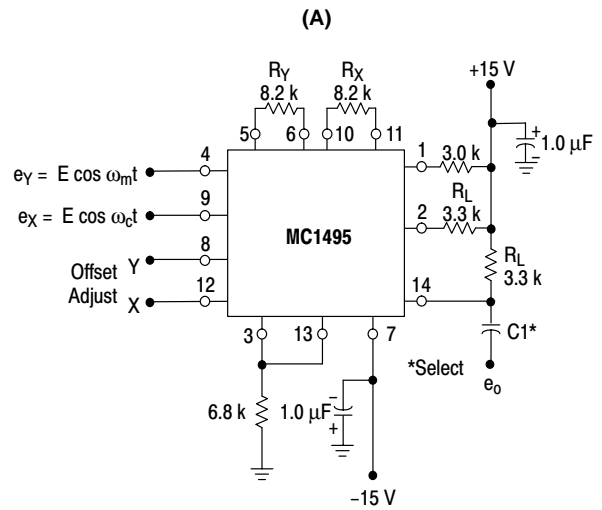 (A)
RY
8.2 k
RX
8.2 k
+15 V
5
6
10
11
4
eY = E cos ωmt
9
eX = E cos ωct
8
Offset Y
Adjust X
12
MC1495
1
3.0 k
+
–
1.0 µF
2
RL
3.3 k
RL
3.3 k
14
C1*
3
13
7
*Select
eo
6.8 k
1.0 µF
–
+
–15 V